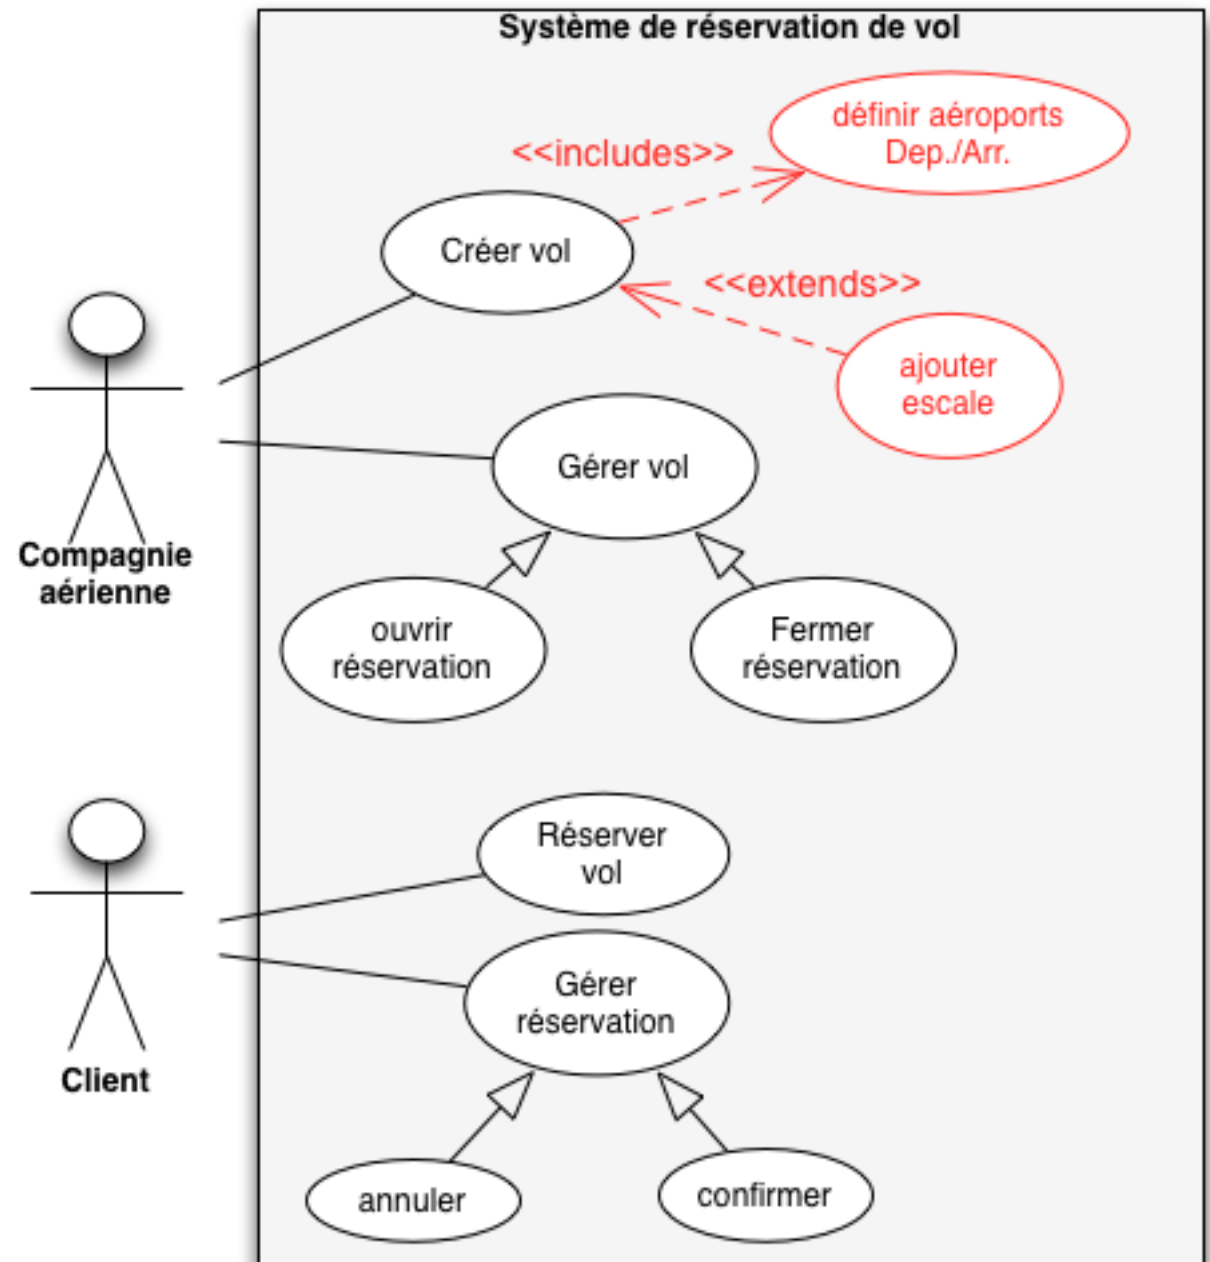 Système de réservation de vol
définir aéroports
Dep./Arr.
<<includes>>
Créer vol
<<extends>>
ajouter
escale
Gérer vol
Compagnie
aérienne
ouvrir
réservation
Fermer
réservation
Réserver
vol
Gérer
réservation
Client
annuler
confirmer